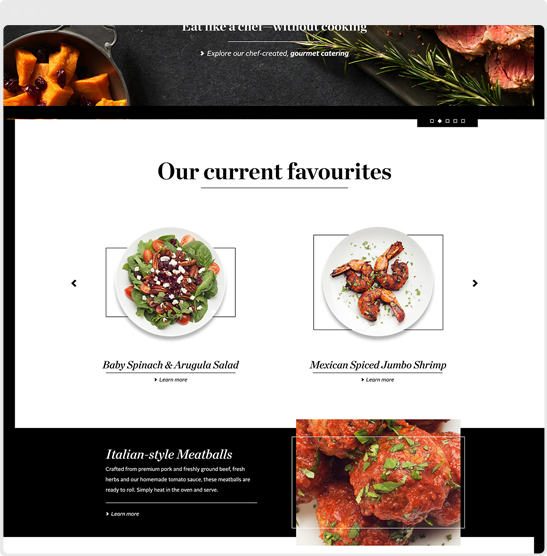 Eat like a chef—without cooking
Explore our chef-created, gourmet catering
Our current favourites
Baby Spinach & Arugula Salad
Learn more
Mexican Spiced Jumbo Shrimp
Learn more
Italian-style Meatballs
Crafted from premium pork and freshly ground beef, fresh
herbs and our homemade tomato sauce, these meatballs are
ready to roll. Simply heat in the oven and serve.
Learn more